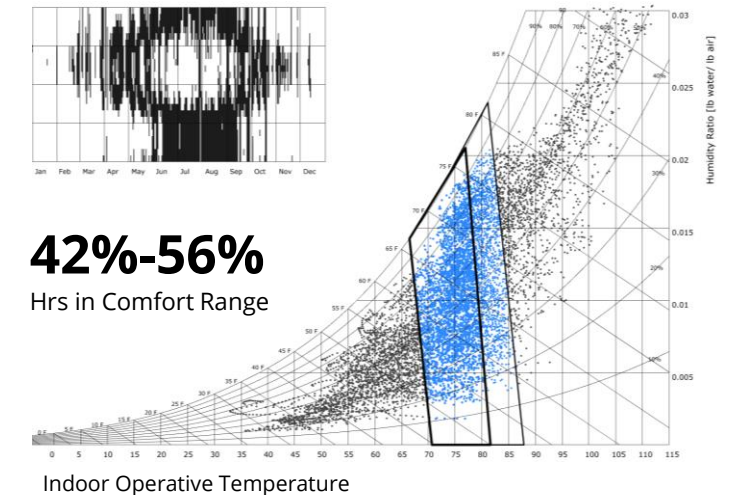 90
0.03
90% 80% 70% 60% 50%
85 F
40%
0.025
80 F
Humidity Ratio [lb water/ lb air]
0.02
75 F
30%
Jan Feb Mar Apr May Jun Jul Aug Sep Oct Nov Dec
70 F
0.015
42%-56%
65 F
20%
Hrs in Comfort Range
60 F
0.01
55 F
50 F
45 F
10%
40 F
0.005
35 F
30 F
25 F
20 F
15 F
10 F
5 F
0 F
0 5 10 15 20 25 30 35 40 45 50 55 60 65 70 75 80 85 90 95 100 105 110 115
Indoor Operative Temperature